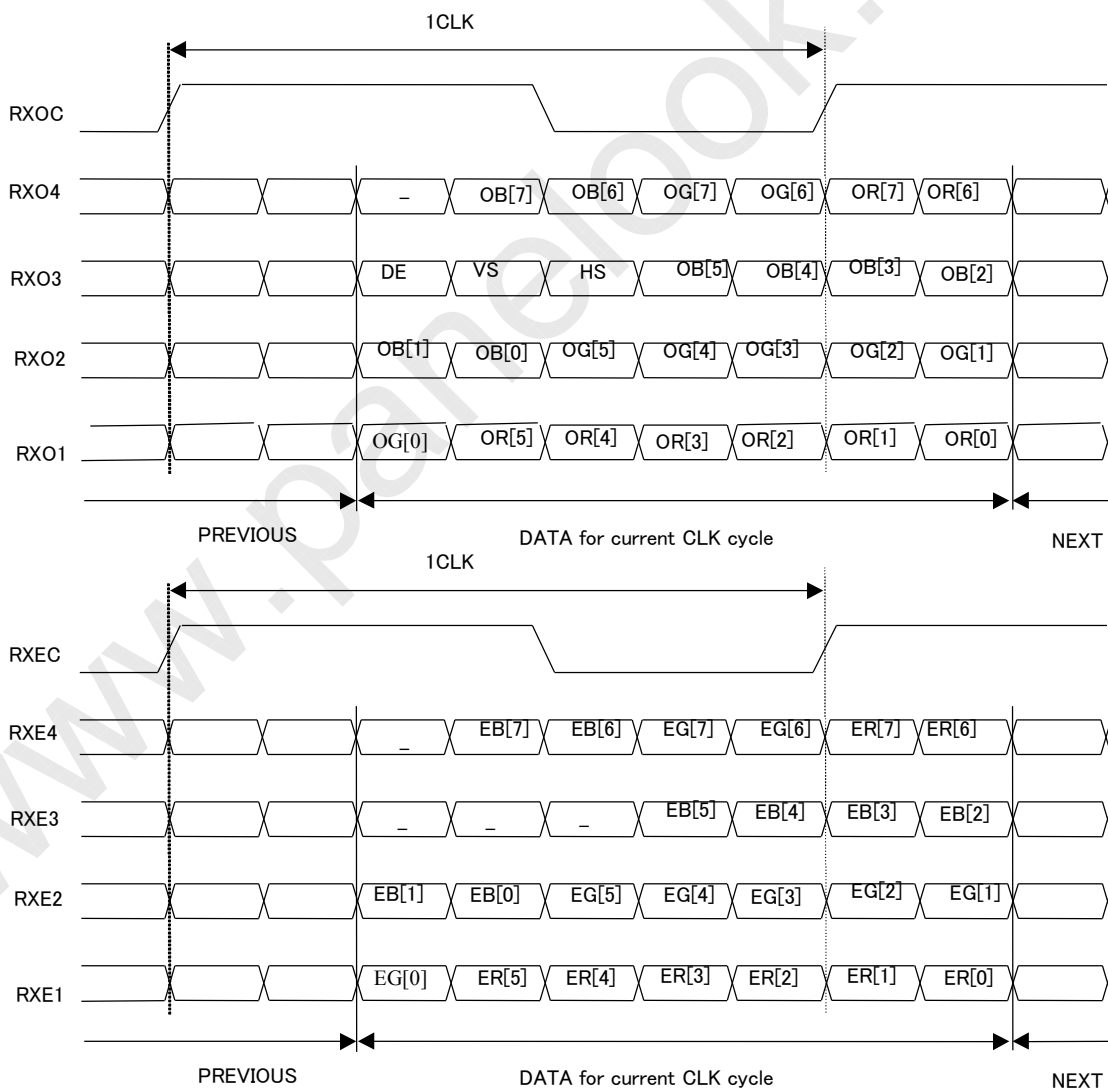 1CLK
RXOC
RXO4 – OB[7] OB[6] OG[7] OG[6] OR[7] OR[6]
RXO3 DE VS HS OB[5] OB[4] OB[3] OB[2]
RXO2 OB[1] OB[0] OG[5] OG[4] OG[3] OG[2] OG[1]
RXO1 OG[0] OR[5] OR[4] OR[3] OR[2] OR[1] OR[0]
PREVIOUS DATA for current CLK cycle NEXT
1CLK
RXEC
RXE4 – EB[7] EB[6] EG[7] EG[6] ER[7] ER[6]
RXE3 – – – EB[5] EB[4] EB[3] EB[2]
RXE2 EB[1] EB[0] EG[5] EG[4] EG[3] EG[2] EG[1]
RXE1 EG[0] ER[5] ER[4] ER[3] ER[2] ER[1] ER[0]
PREVIOUS DATA for current CLK cycle NEXT
www.panelook.